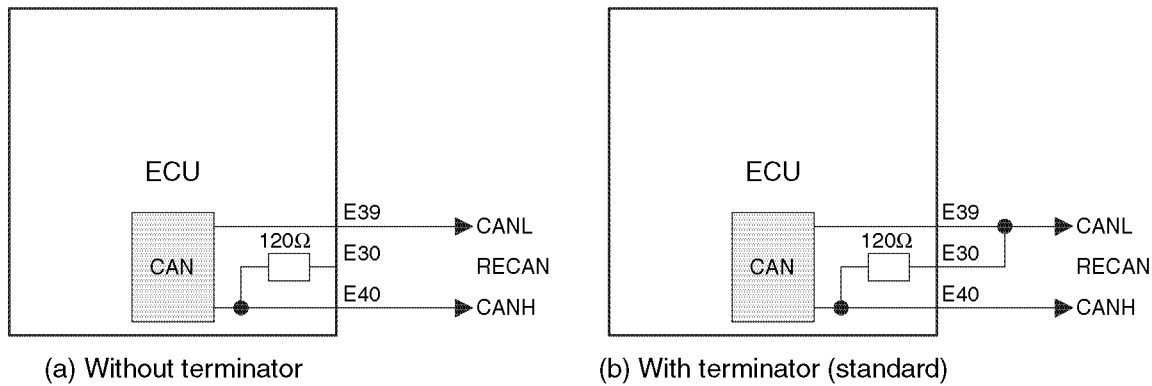 ECU
E39
CANL
120Ω
E30
CAN
RECAN
E40
CANH
(a) Without terminator
ECU
E39
CANL
120Ω
E30
CAN
RECAN
E40
CANH
(b) With terminator (standard)